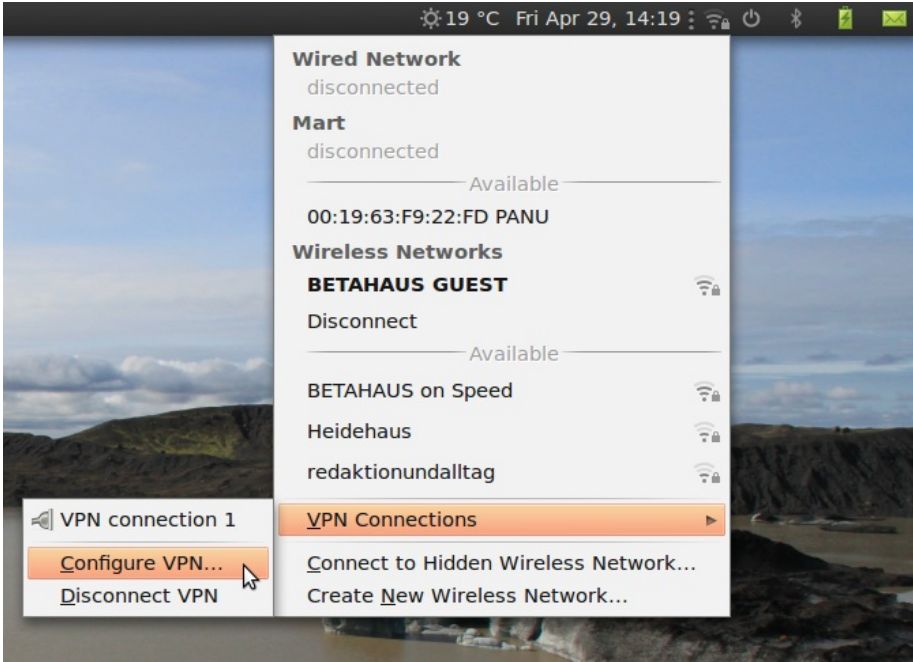 19 °C Fri Apr 29, 14:19
Wired Network
disconnected
Mart
disconnected
Available
00:19:63:F9:22:FD PANU
Wireless Networks
BETAHAUS GUEST
Disconnect
Available
BETAHAUS on Speed
Heidehaus
redaktionundalltag
VPN Connections
Connect to Hidden Wireless Network...
Create New Wireless Network...
VPN connection 1
Configure VPN...
Disconnect VPN